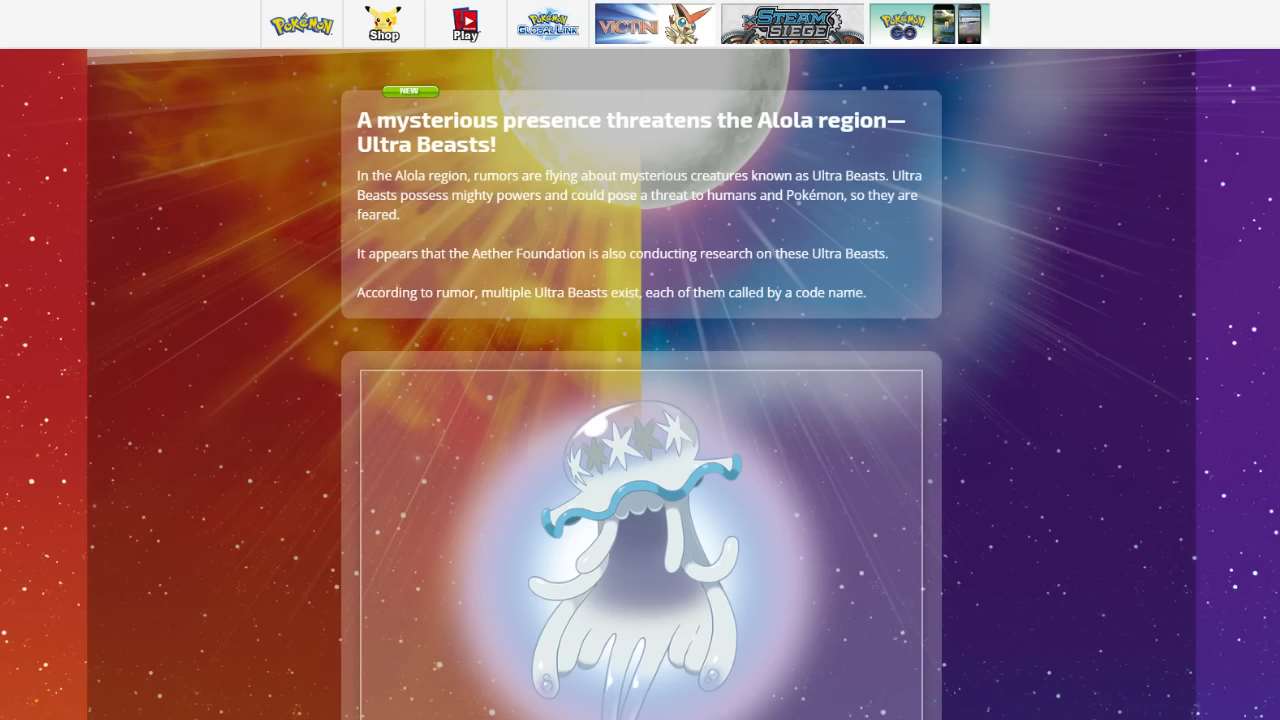 Pokémon
Shop
Play
Pokémon
Global Link
VICTINI
STEAM
SIEGE
Pokémon
GO
NEW
A mysterious presence threatens the Alola region—
Ultra Beasts!
In the Alola region, rumors are flying about mysterious creatures known as Ultra Beasts. Ultra
Beasts possess mighty powers and could pose a threat to humans and Pokémon, so they are
feared.
It appears that the Aether Foundation is also conducting research on these Ultra Beasts.
According to rumor, multiple Ultra Beasts exist, each of them called by a code name.